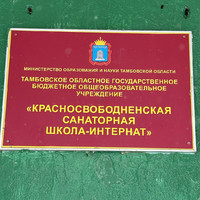 МИНИСТЕРСТВО ОБРАЗОВАНИЯ И НАУКИ ТАМБОВСКОЙ ОБЛАСТИ
ТАМБОВСКОЕ ОБЛАСТНОЕ ГОСУДАРСТВЕННОЕ
БЮДЖЕТНОЕ ОБЩЕОБРАЗОВАТЕЛЬНОЕ
УЧРЕЖДЕНИЕ
«КРАСНОСВОБОДНЕНСКАЯ
САНАТОРНАЯ
ШКОЛА-ИНТЕРНАТ»